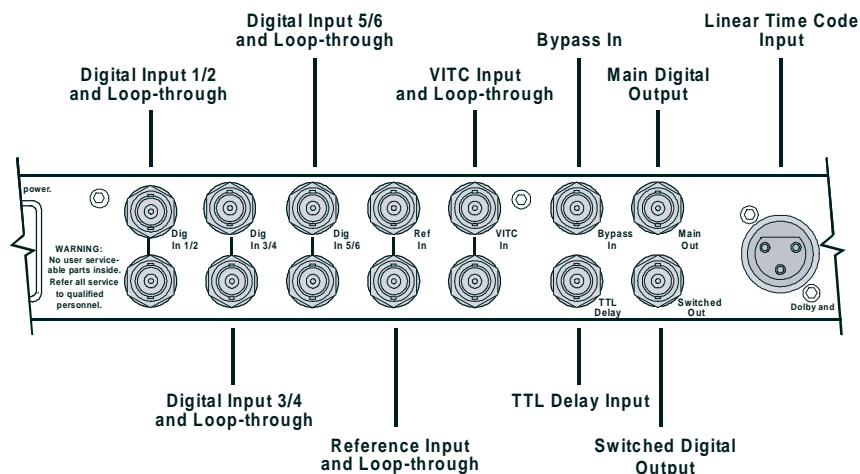 Digital Input 5/6
and Loop-through
Bypass In
Linear Time Code
Input
Digital Input 1/2
and Loop-through
VITC Input
and Loop-through
Main Digital
Output
power.
Dig
In 1/2
Dig
In 3/4
Dig
In 5/6
Ref
In
VITC
In
Bypass
In
Main
Out
WARNING:
No user service-
able parts inside.
Refer all service
to qualified
personnel.
TTL
Delay
Switched
Out
Dolby and
Digital Input 3/4
and Loop-through
TTL Delay Input
Reference Input
and Loop-through
Switched Digital
Output